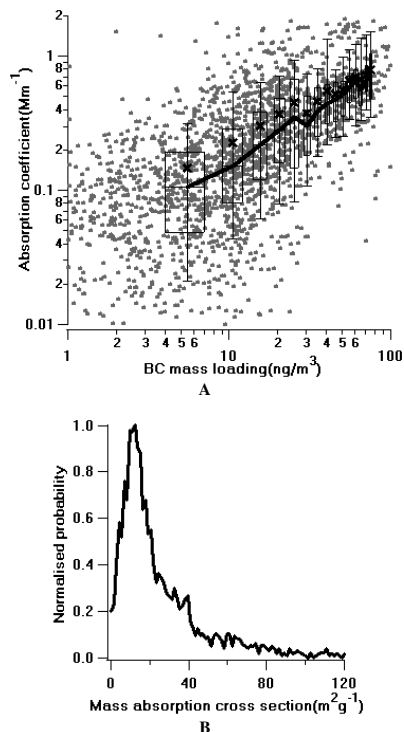 2
1
8
6
4
2
0.1
8
6
4
2
0.01
Absorption coefficient(Mm-1)
1 2 3 4 5 6 10 2 3 4 5 6 100
BC mass loading(ng/m3)
A
1.0
0.8
0.6
0.4
0.2
0.0
Normalised probability
0 40 80 120
Mass absorption cross section(m2g-1)
B